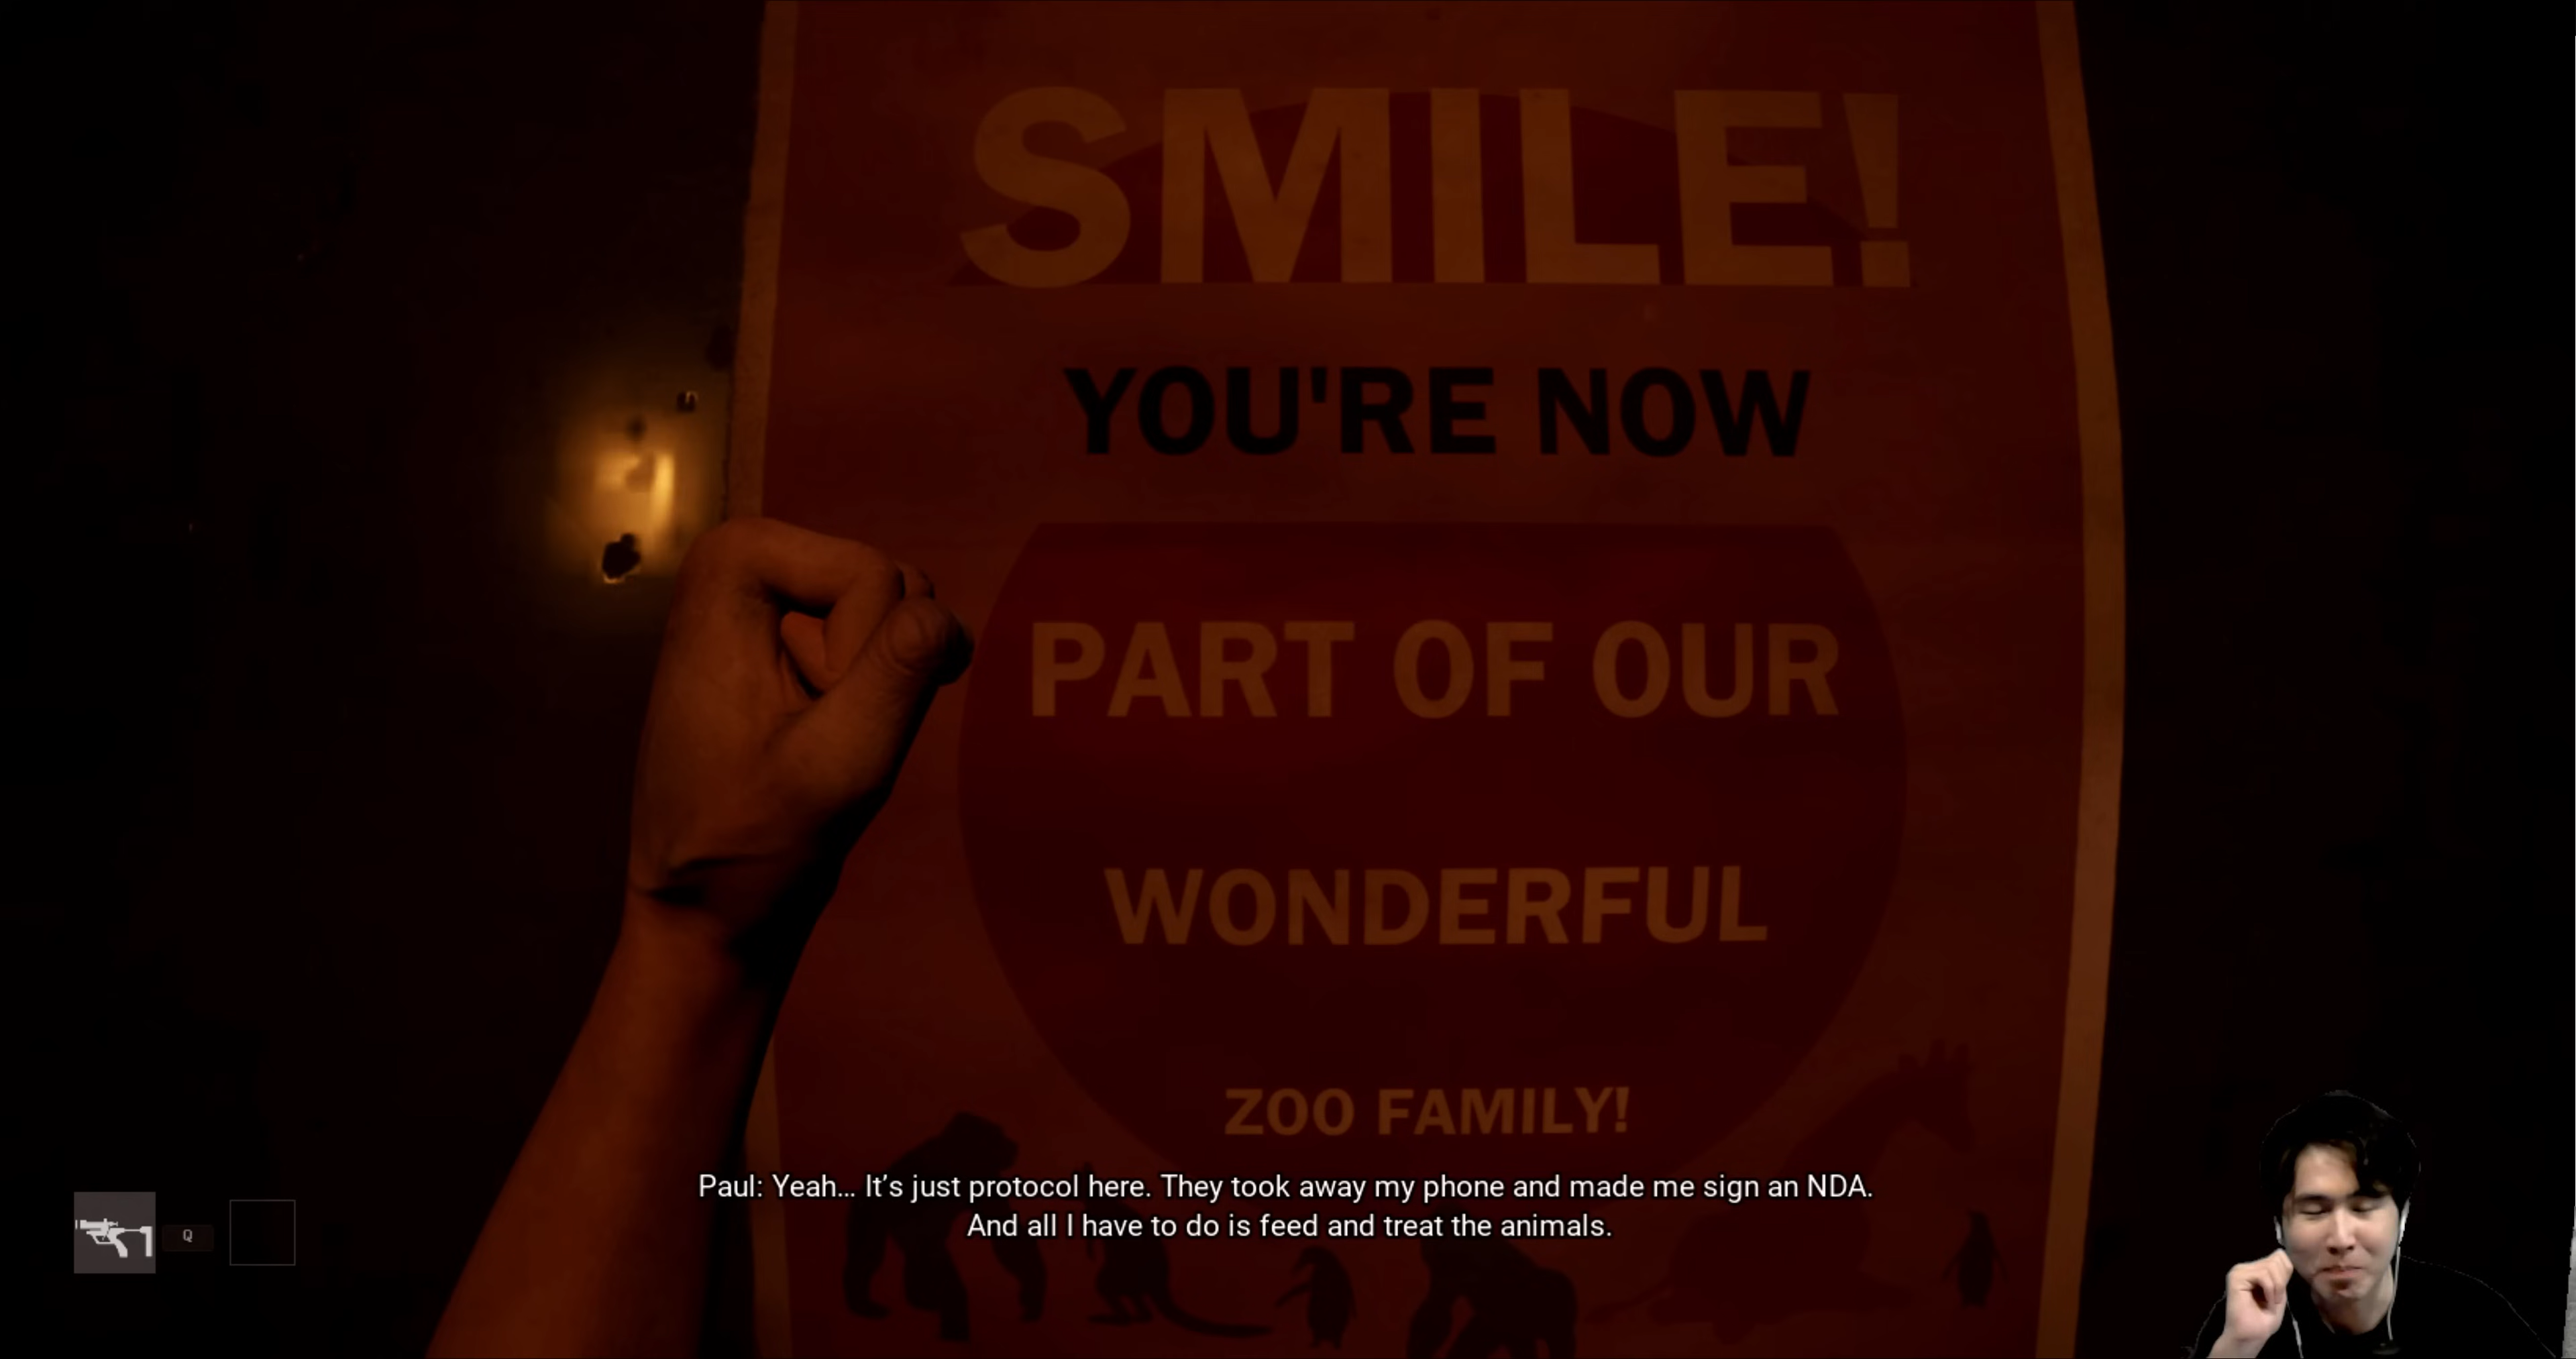 SMILE!
YOU'RE NOW
PART OF OUR
WONDERFUL
ZOO FAMILY!
Paul: Yeah... It’s just protocol here. They took away my phone and made me sign an NDA.
And all I have to do is feed and treat the animals.
Q